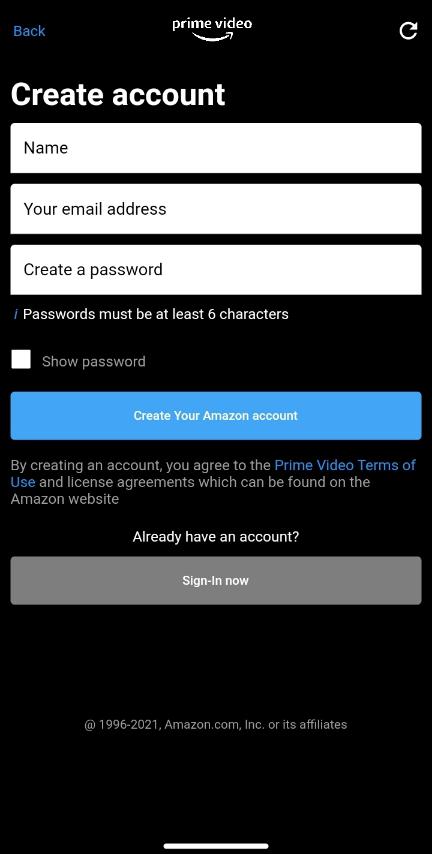 Back
prime video
Create account
Name
Your email address
Create a password
i Passwords must be at least 6 characters
Show password
Create Your Amazon account
By creating an account, you agree to the Prime Video Terms of
Use and license agreements which can be found on the
Amazon website
Already have an account?
Sign-In now
@ 1996-2021, Amazon.com, Inc. or its affiliates